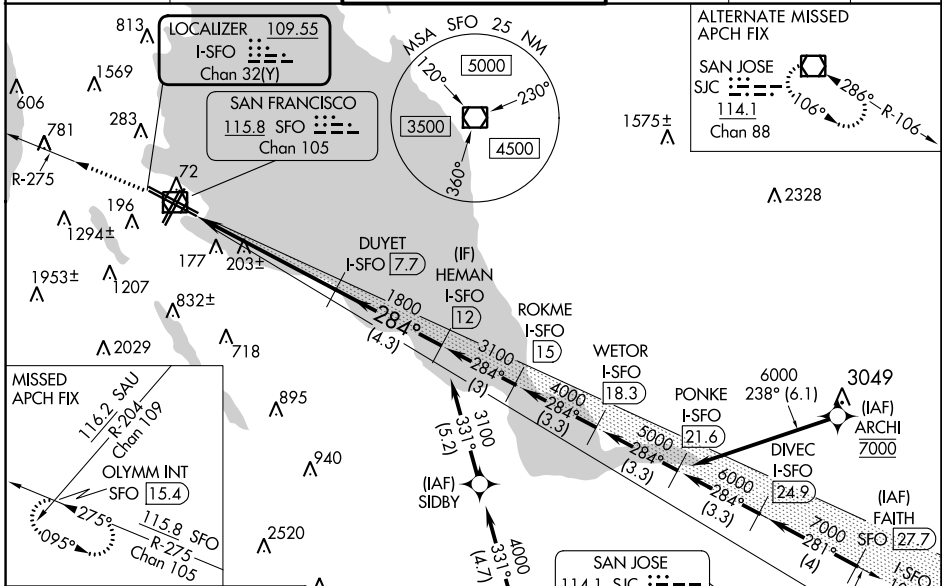 813
1569
606
781
283
R-275
72
196
1294±
1953±
1207
177
203±
832±
2029
718
895
940
2520
LOCALIZER 109.55
I-SFO
Chan 32(Y)
SAN FRANCISCO
115.8 SFO
Chan 105
MSA SFO 25 NM
120°
5000
230°
3500
4500
360°
1575±
2328
ALTERNATE MISSED
APCH FIX
SAN JOSE
SJC
114.1
Chan 88
286°
R-106
106°
DUYET
I-SFO 7.7
(IF)
HEMAN
I-SFO
12
ROKME
I-SFO
15
WETOR
I-SFO
18.3
PONKE
I-SFO
21.6
6000
238° (6.1)
3049
(IAF)
ARCHI
7000
DIVEC
I-SFO
24.9
(IAF)
FAITH
SFO 27.7
I-SFO
1800
284°
(4.3)
3100
284°
(3)
4000
284°
(3.3)
5000
284°
(3.3)
6000
284°
(3.3)
7000
281°
(4)
3100
331°
(5.2)
(IAF)
SIDBY
4000
331°
(4.7)
SAN JOSE
114.1 SJC
MISSED
APCH FIX
116.2 SAU
R-204
Chan 109
OLYMM INT
SFO 15.4
275°
095°
115.8 SFO
R-275
Chan 105